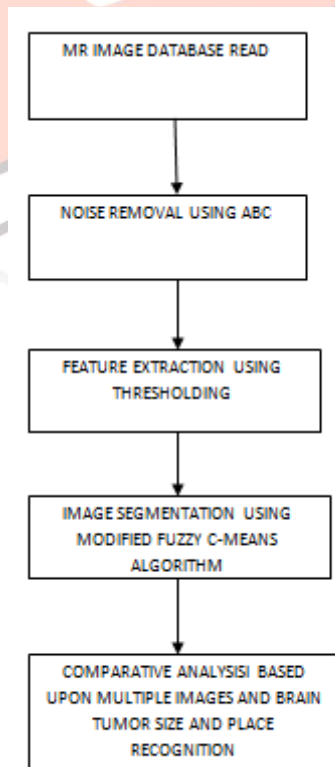 MR IMAGE DATABASE READ
NOISE REMOVAL USING ABC
FEATURE EXTRACTION USING
THRESHOLDING
IMAGE SEGMENTATION USING
MODIFIED FUZZY C-MEANS
ALGORITHM
COMPARATIVE ANALYSISI BASED
UPON MULTIPLE IMAGES AND BRAIN
TUMOR SIZE AND PLACE
RECOGNITION